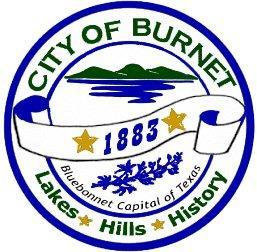 CITY OF BURNET
1883
Bluebonnet Capital of Texas
Lakes Hills History